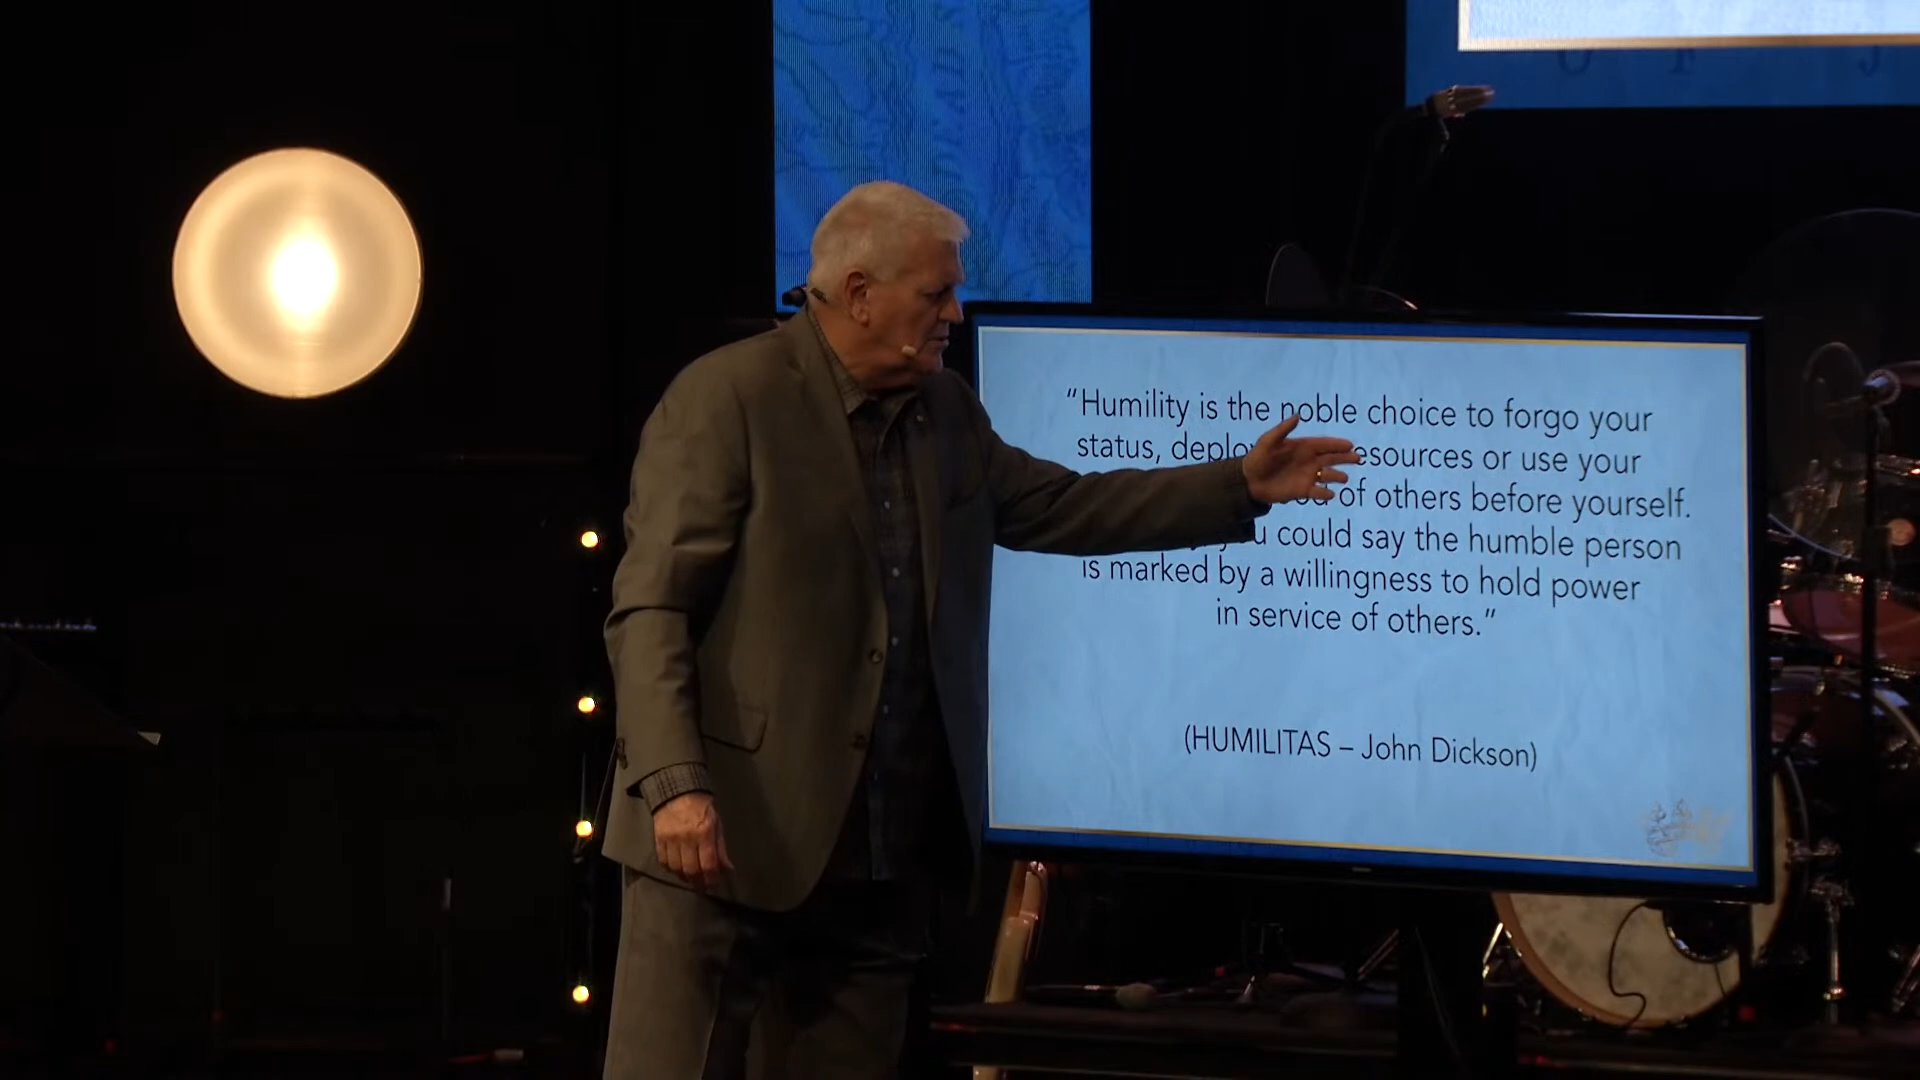 “Humility is the noble choice to forgo your
status, deploy esources or use your
of others before yourself.
could say the humble person
is marked by a willingness to hold power
in service of others.”
(HUMILITAS – John Dickson)